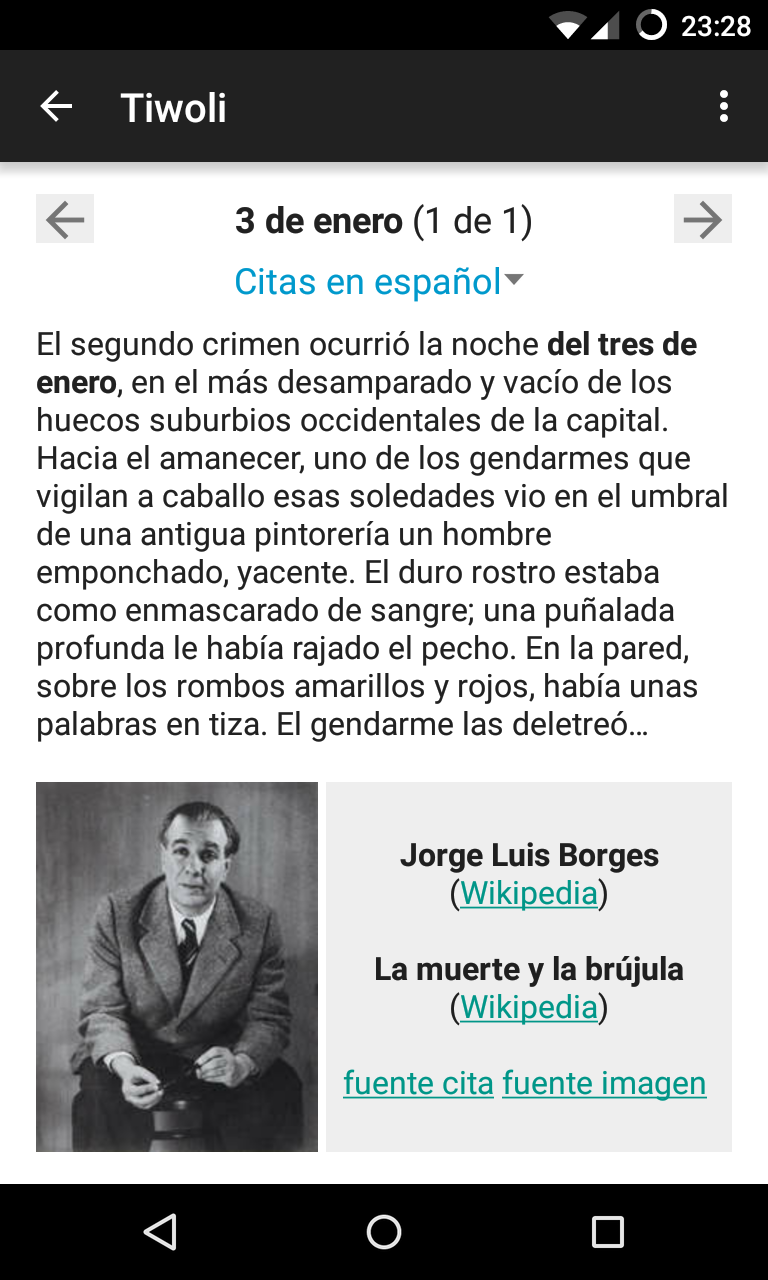 23:28
Tiwoli
3 de enero (1 de 1)
Citas en español
El segundo crimen ocurrió la noche del tres de
enero, en el más desamparado y vacío de los
huecos suburbios occidentales de la capital.
Hacia el amanecer, uno de los gendarmes que
vigilan a caballo esas soledades vio en el umbral
de una antigua pintorería un hombre
emponchado, yacente. El duro rostro estaba
como enmascarado de sangre; una puñalada
profunda le había rajado el pecho. En la pared,
sobre los rombos amarillos y rojos, había unas
palabras en tiza. El gendarme las deletreó…
Jorge Luis Borges
(Wikipedia)
La muerte y la brújula
(Wikipedia)
fuente cita fuente imagen